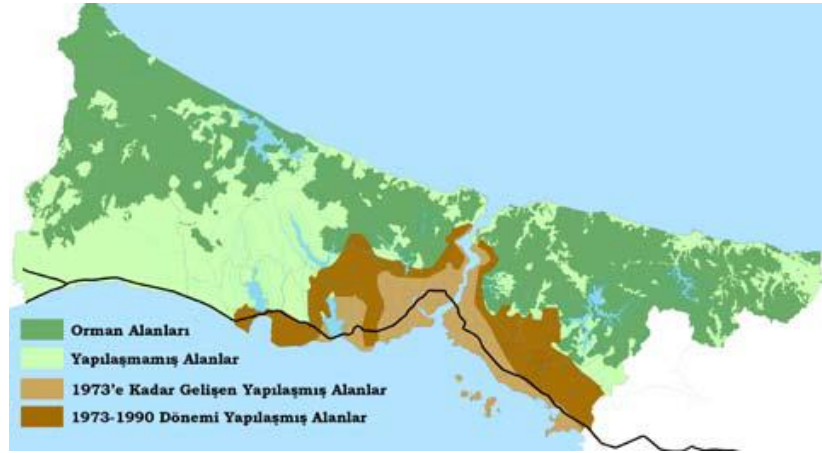 Orman Alanları
Yapılaşmamış Alanlar
1973'e Kadar Gelişen Yapılaşmış Alanlar
1973-1990 Dönemi Yapılaşmış Alanlar